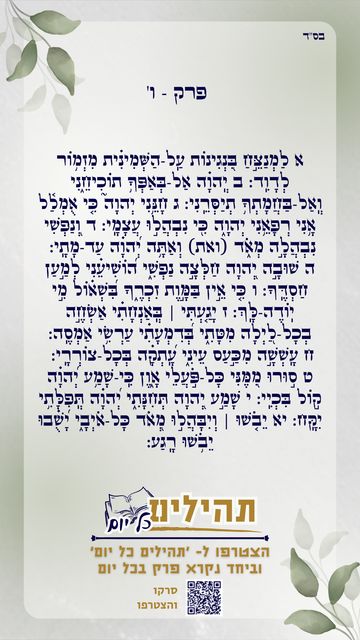 בס"ד
פרק - ו'
א לַמְנַצֵּחַ בִּנְגִינוֹת עַל-הַשְּׁמִינִית מִזְמוֹר
לְדָוִד: ב יְהוָה אַל-בְּאַפְּךָ תוֹכִיחֵנִי
וְאַל-בַּחֲמָתְךָ תְיַסְּרֵנִי: ג חָנֵּנִי יְהוָה כִּי אֻמְלַל
אָנִי רְפָאֵנִי יְהוָה כִּי נִבְהֲלוּ עֲצָמָי: ד וְנַפְשִׁי
נִבְהֲלָה מְאֹד (ואת) וְאַתָּה יְהוָה עַד-מָתָי:
ה שׁוּבָה יְהוָה חַלְּצָה נַפְשִׁי הוֹשִׁיעֵנִי לְמַעַן
חַסְדֶּךָ: ו כִּי אֵין בַּמָּוֶת זִכְרֶךָ בִּשְׁאוֹל מִי
יוֹדֶה-לָּךְ: ז יָגַעְתִּי | בְּאַנְחָתִי אַשְׂחֶה
בְכָל-לַיְלָה מִטָּתִי בְּדִמְעָתִי עַרְשִׂי אַמְסֶה:
ח עָשְׁשָׁה מִכַּעַס עֵינִי עָתְקָה בְּכָל-צוֹרְרָי:
ט סוּרוּ מִמֶּנִּי כָּל-פֹּעֲלֵי אָוֶן כִּי-שָׁמַע יְהוָה
קוֹל בִּכְיִי: י שָׁמַע יְהוָה תְּחִנָּתִי יְהוָה תְּפִלָּתִי
יִקָּח: יא יֵבֹשׁוּ | וְיִבָּהֲלוּ מְאֹד כָּל-אֹיְבָי יָשֻׁבוּ
יֵבֹשׁוּ רָגַע:
תהילים
כל יום!
הצטרפו ל- 'תהילים כל יום'
וביחד נקרא פרק בכל יום
סרקו
והצטרפו